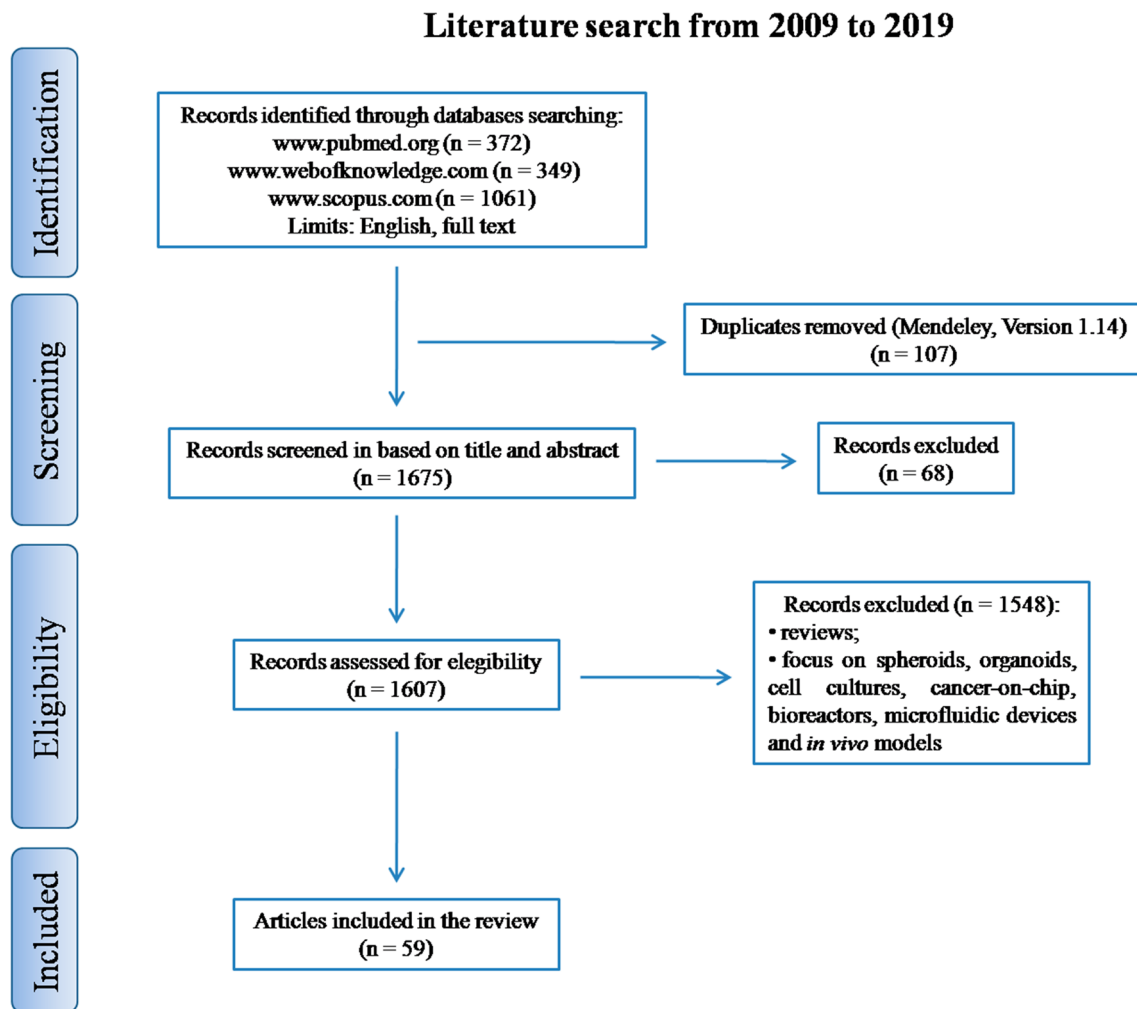 Literature search from 2009 to 2019
Identification
Records identified through databases searching:
www.pubmed.org (n = 372)
www.webofknowledge.com (n = 349)
www.scopus.com (n = 1061)
Limits: English, full text
Screening
Duplicates removed (Mendeley, Version 1.14)
(n = 107)
Records screened in based on title and abstract
(n = 1675)
Records excluded
(n = 68)
Eligibility
Records assessed for elegibility
(n = 1607)
Records excluded (n = 1548):
• reviews;
• focus on spheroids, organoids,
cell cultures, cancer-on-chip,
bioreactors, microfluidic devices
and in vivo models
Included
Articles included in the review
(n = 59)